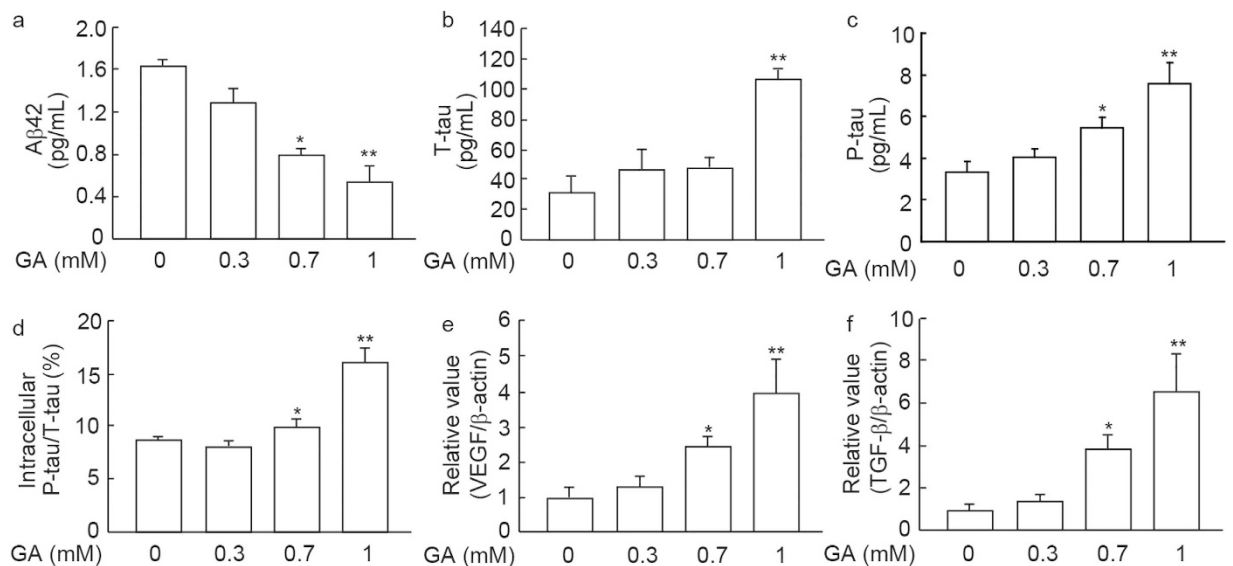 a
2.0
1.6
1.2
0.8
0.4
0
Aβ42
(pg/mL)
*
**
GA (mM) 0 0.3 0.7 1
b
140
120
100
80
60
40
20
0
T-tau
(pg/mL)
**
GA (mM) 0 0.3 0.7 1
c
10
8
6
4
2
0
P-tau
(pg/mL)
*
**
GA (mM) 0 0.3 0.7 1
d
20
15
10
5
0
Intracellular
P-tau/T-tau (%)
*
**
GA (mM) 0 0.3 0.7 1
e
6
5
4
3
2
1
0
Relative value
(VEGF/β-actin)
*
**
GA (mM) 0 0.3 0.7 1
f
10
8
6
4
2
0
Relative value
(TGF-β/β-actin)
*
**
GA (mM) 0 0.3 0.7 1